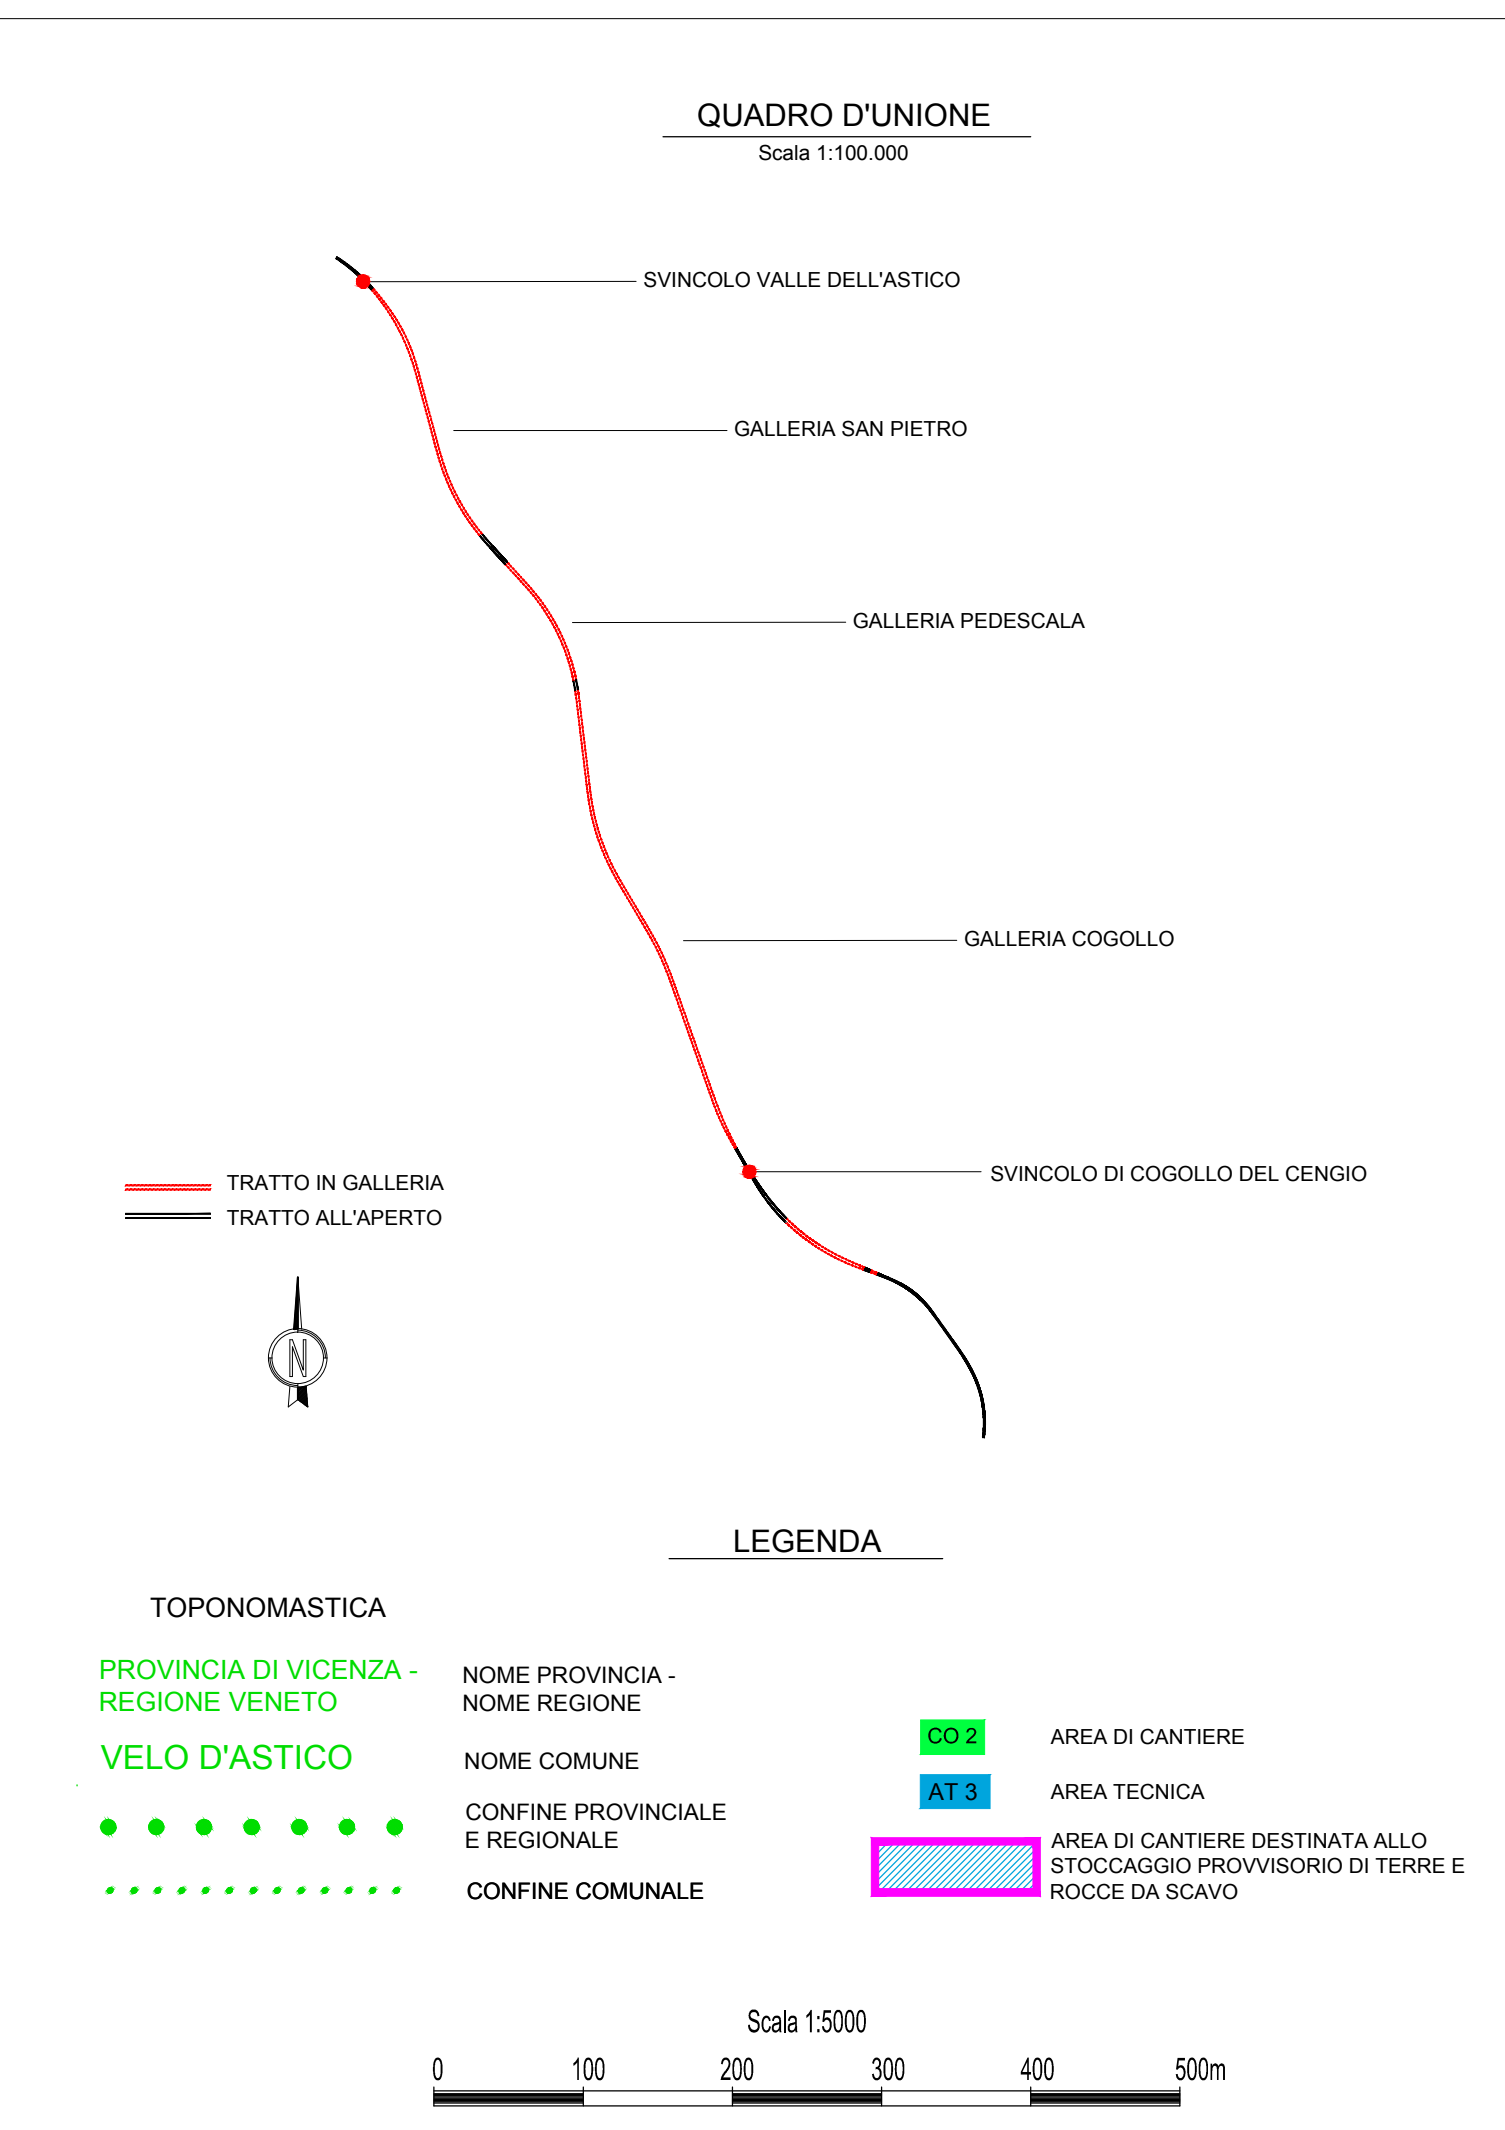 QUADRO D'UNIONE
Scala 1:100.000
SVINCOLO VALLE DELL'ASTICO
GALLERIA SAN PIETRO
GALLERIA PEDESCALA
GALLERIA COGOLLO
SVINCOLO DI COGOLLO DEL CENGIO
TRATTO IN GALLERIA
TRATTO ALL'APERTO
N
LEGENDA
TOPONOMASTICA
PROVINCIA DI VICENZA -
REGIONE VENETO
NOME PROVINCIA -
NOME REGIONE
VELO D'ASTICO
NOME COMUNE
CONFINE PROVINCIALE
E REGIONALE
CONFINE COMUNALE
CO 2
AREA DI CANTIERE
AT 3
AREA TECNICA
AREA DI CANTIERE DESTINATA ALLO
STOCCAGGIO PROVVISORIO DI TERRE E
ROCCE DA SCAVO
Scala 1:5000
0 100 200 300 400 500m